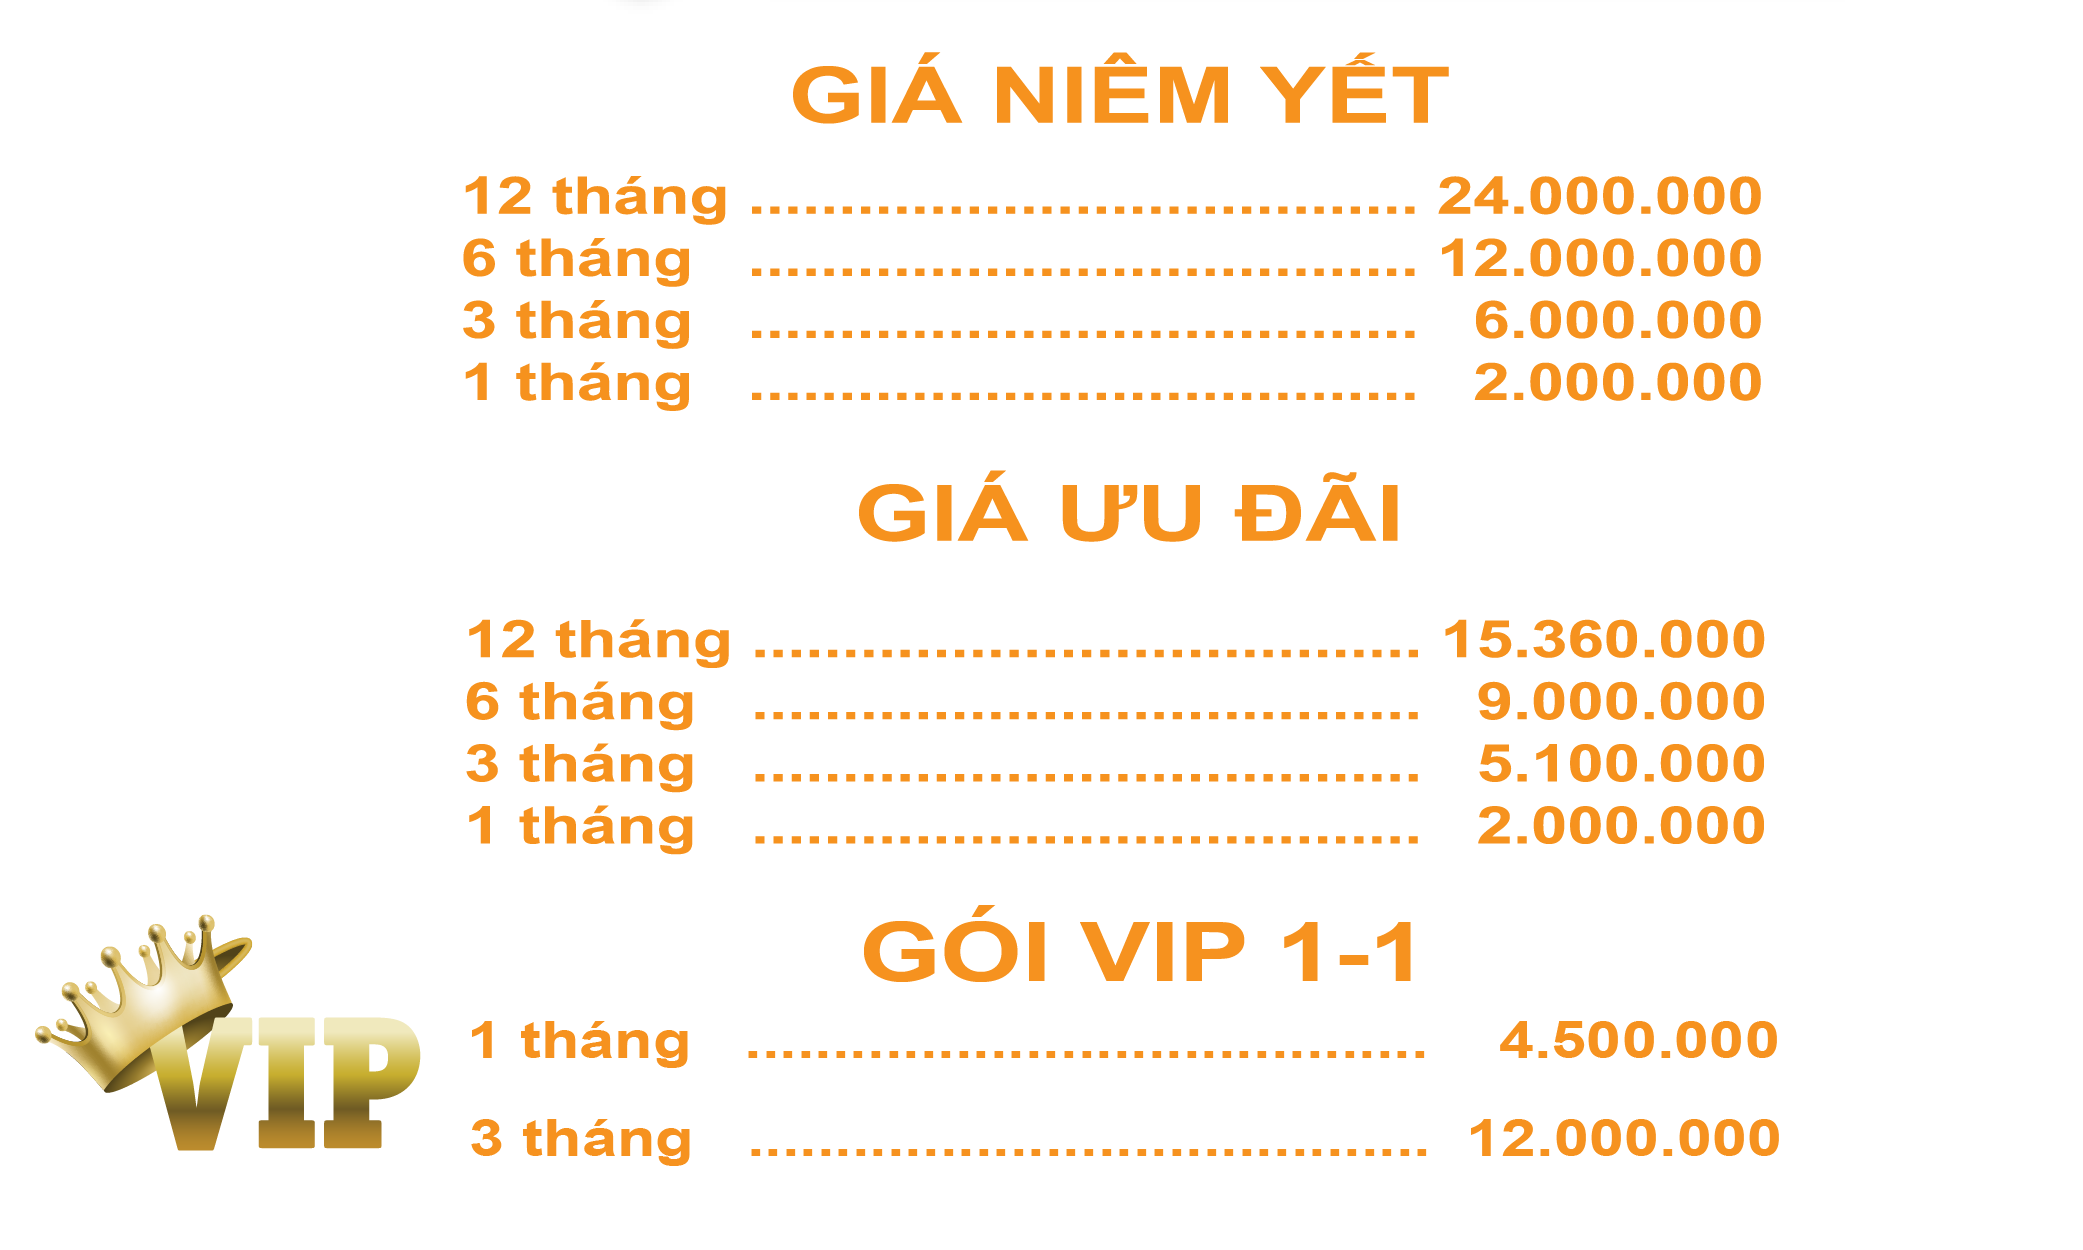 GIÁ NIÊM YẾT
12 tháng ..................................... 24.000.000
6 tháng ..................................... 12.000.000
3 tháng ..................................... 6.000.000
1 tháng ..................................... 2.000.000
GIÁ ƯU ĐÃI
12 tháng ..................................... 15.360.000
6 tháng ..................................... 9.000.000
3 tháng ..................................... 5.100.000
1 tháng ..................................... 2.000.000
GÓI VIP 1-1
VIP
1 tháng ....................................... 4.500.000
3 tháng ....................................... 12.000.000